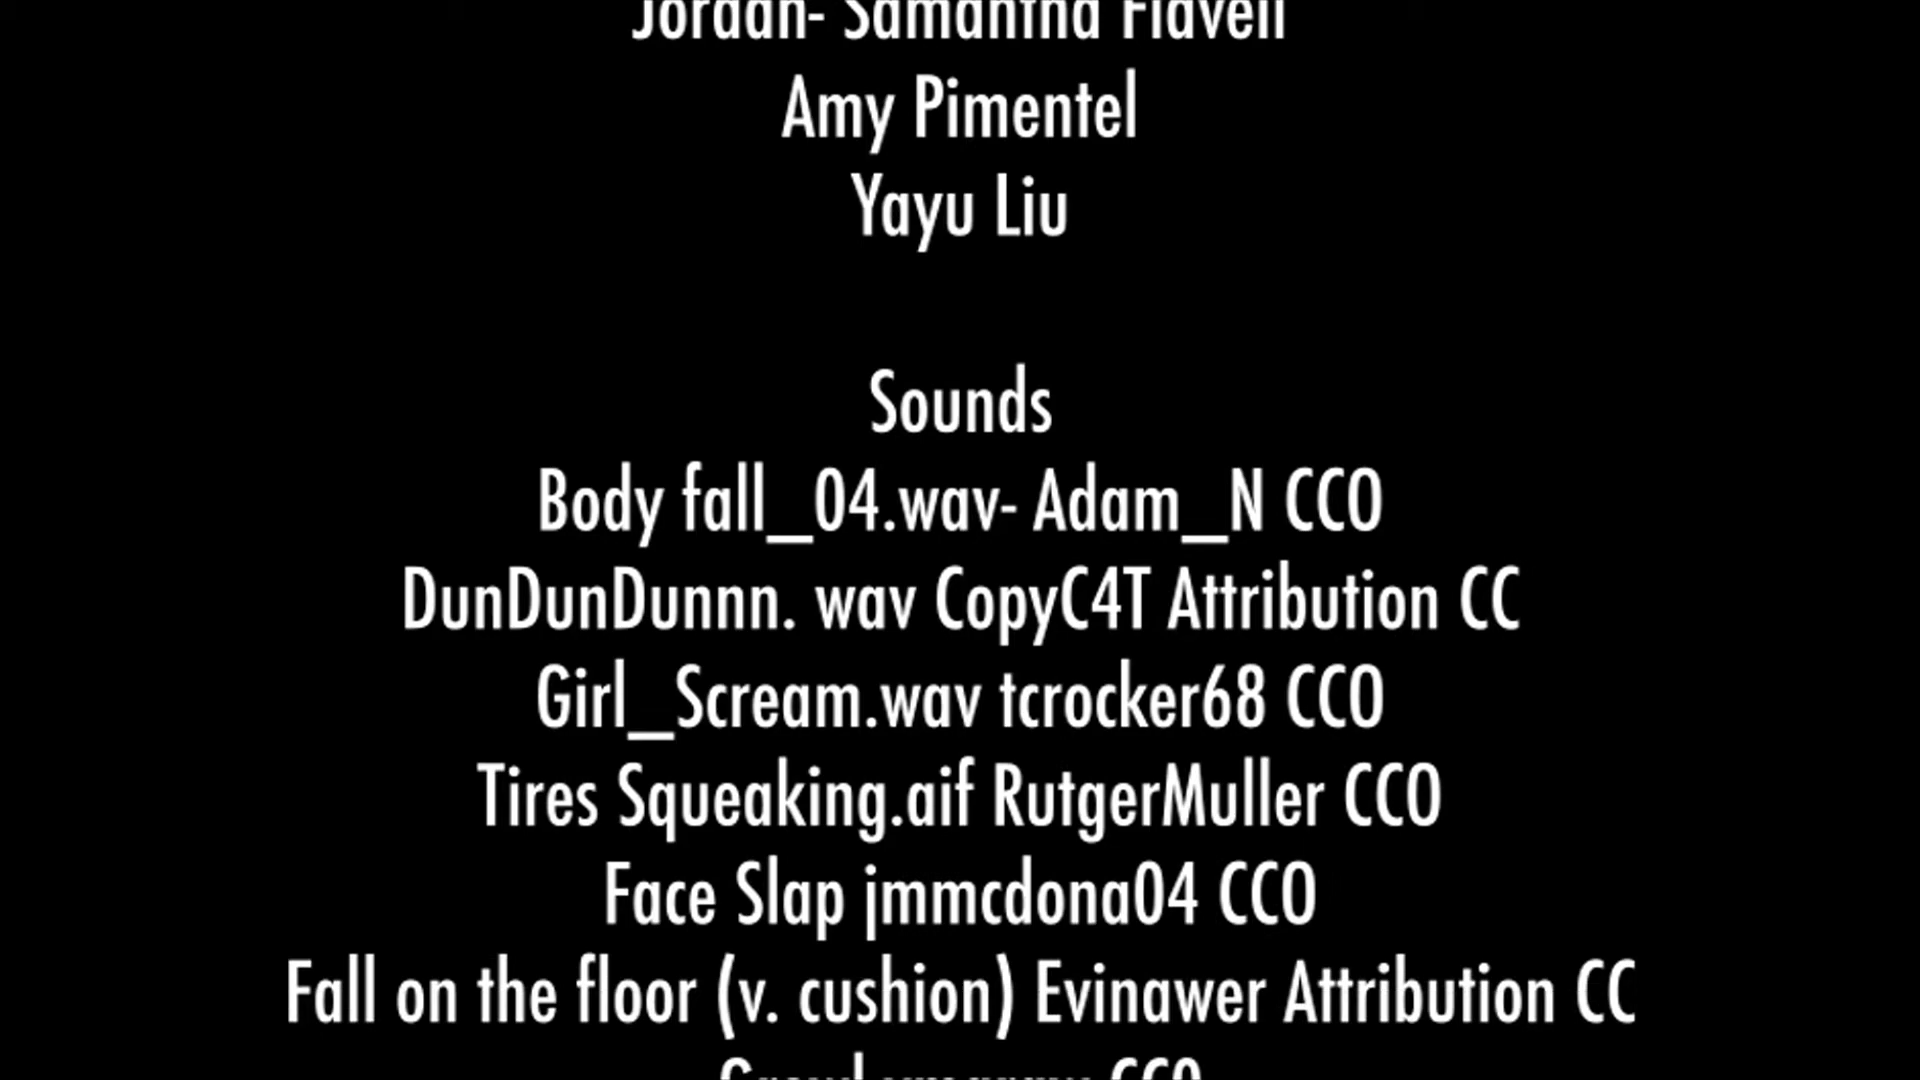 Jordan- Samantha Flavell
Amy Pimentel
Yayu Liu
Sounds
Body fall_04.wav- Adam_N CC0
DunDunDunnn. wav CopyC4T Attribution CC
Girl_Scream.wav tcrocker68 CC0
Tires Squeaking.aif RutgerMuller CC0
Face Slap jmmcdona04 CC0
Fall on the floor (v. cushion) Evinawer Attribution CC
CC0